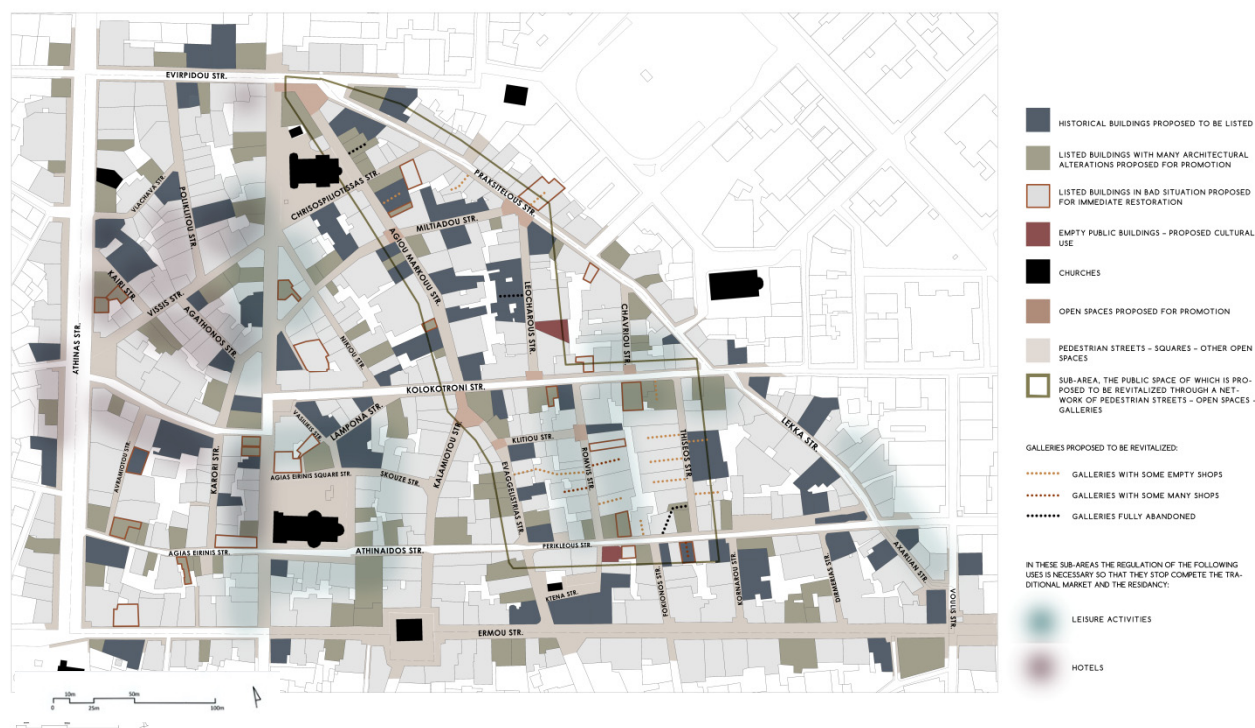 EVIRPIDOU STR.
PRAKSITELOUS STR.
CHRISOSPILIOTISSAS STR.
VLACHAVA STR.
POLIKLITOU STR.
MILTIADOU STR.
AGIOU MARKOUU STR.
KAIRI STR.
VISSIS STR.
AGATHONOS STR.
LEOCHAROUS STR.
CHAVRIOU STR.
NIKIOU STR.
ATHINAS STR.
KOLOKOTRONI STR.
VASILIKIS STR.
LAMPONA STR.
KALAMIOTOU STR.
KLITIOU STR.
ROMVIS STR.
THISEOS STR.
LEKKA STR.
AVRAMIOTOU STR.
KARORI STR.
AGIAS EIRINIS SQUARE STR.
SKOUZE STR.
EVAGGELISTRIAS STR.
AGIAS EIRINIS STR.
ATHINAIDOS STR.
PERIKLEOUS STR.
AXARLIAN STR.
KTENA STR.
FOKIONOS STR.
KORNAROU STR.
VOULIS STR.
ERMOU STR.
10m
50m
0
25m
100m
HISTORICAL BUILDINGS PROPOSED TO BE LISTED
LISTED BUILDINGS WITH MANY ARCHITECTURAL
ALTERATIONS PROPOSED FOR PROMOTION
LISTED BUILDINGS IN BAD SITUATION PROPOSED
FOR IMMEDIATE RESTORATION
EMPTY PUBLIC BUILDINGS – PROPOSED CULTURAL
USE
CHURCHES
OPEN SPACES PROPOSED FOR PROMOTION
PEDESTRIAN STREETS – SQUARES – OTHER OPEN
SPACES
SUB-AREA, THE PUBLIC SPACE OF WHICH IS PRO-
POSED TO BE REVITALIZED THROUGH A NET-
WORK OF PEDESTRIAN STREETS – OPEN SPACES –
GALLERIES
GALLERIES PROPOSED TO BE REVITALIZED:
GALLERIES WITH SOME EMPTY SHOPS
GALLERIES WITH SOME MANY SHOPS
GALLERIES FULLY ABANDONED
IN THESE SUB-AREAS THE REGULATION OF THE FOLLOWING
USES IS NECESSARY SO THAT THEY STOP COMPETE THE TRA-
DITIONAL MARKET AND THE RESIDANCY:
LEISURE ACTIVITIES
HOTELS